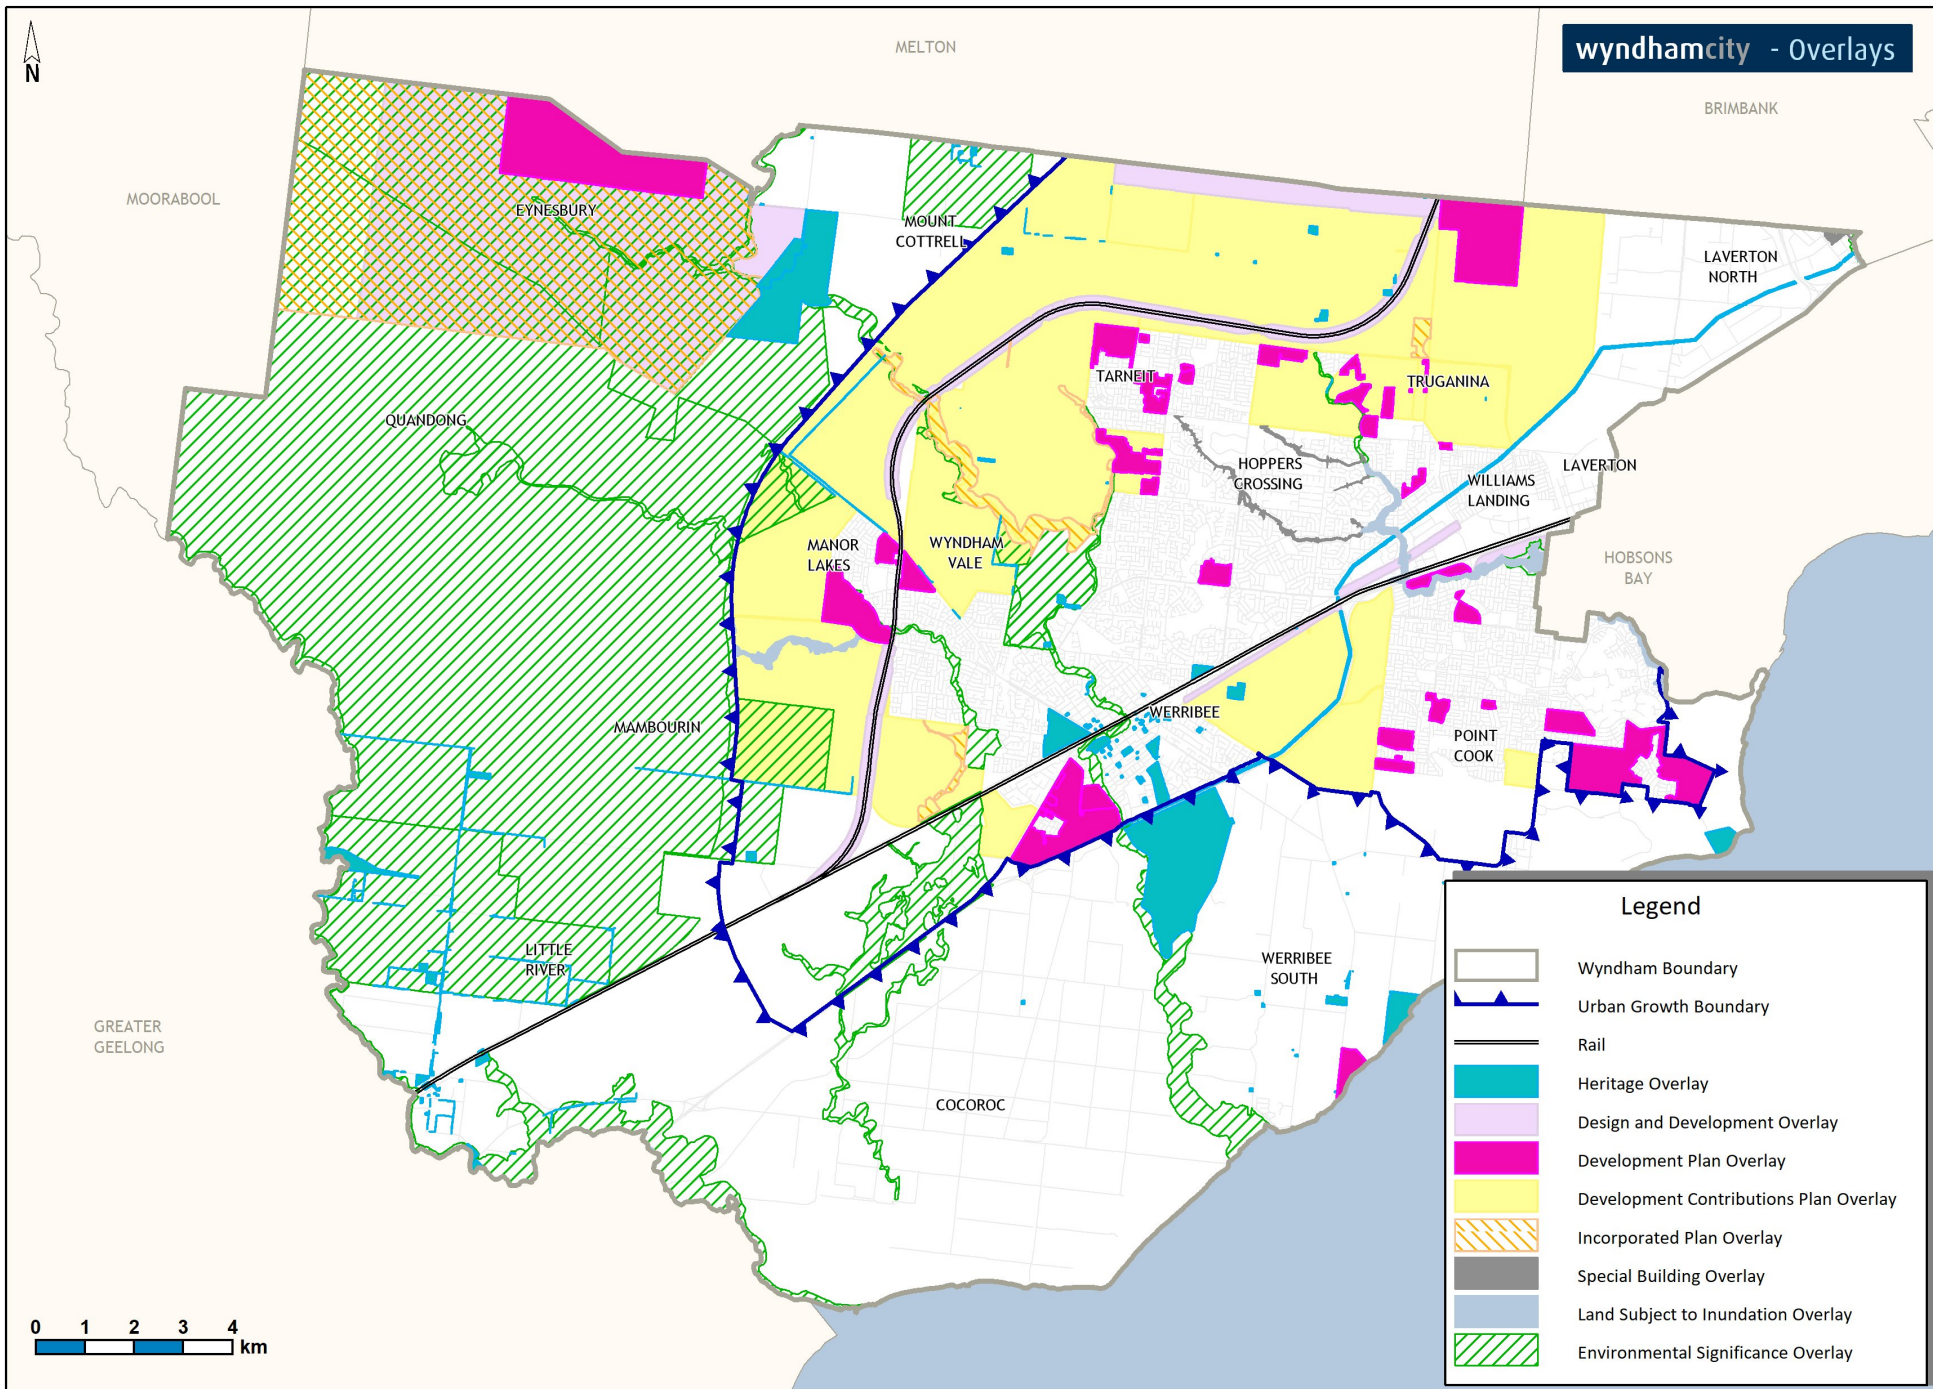 wyndhamcity - Overlays
N
MELTON
BRIMBANK
MOORABOOL
EYNESBURY
MOUNT
COTTRELL
LAVERTON
NORTH
TARNEIT
TRUGANINA
QUANDONG
HOPPERS
CROSSING
LAVERTON
WILLIAMS
LANDING
MANOR
LAKES
WYNDHAM
VALE
HOBSONS
BAY
MAMBOURIN
WERRIBEE
POINT
COOK
LITTLE
RIVER
WERRIBEE
SOUTH
GREATER
GEELONG
COCOROC
Legend
Wyndham Boundary
Urban Growth Boundary
Rail
Heritage Overlay
Design and Development Overlay
Development Plan Overlay
Development Contributions Plan Overlay
Incorporated Plan Overlay
Special Building Overlay
Land Subject to Inundation Overlay
Environmental Significance Overlay
0 1 2 3 4
km